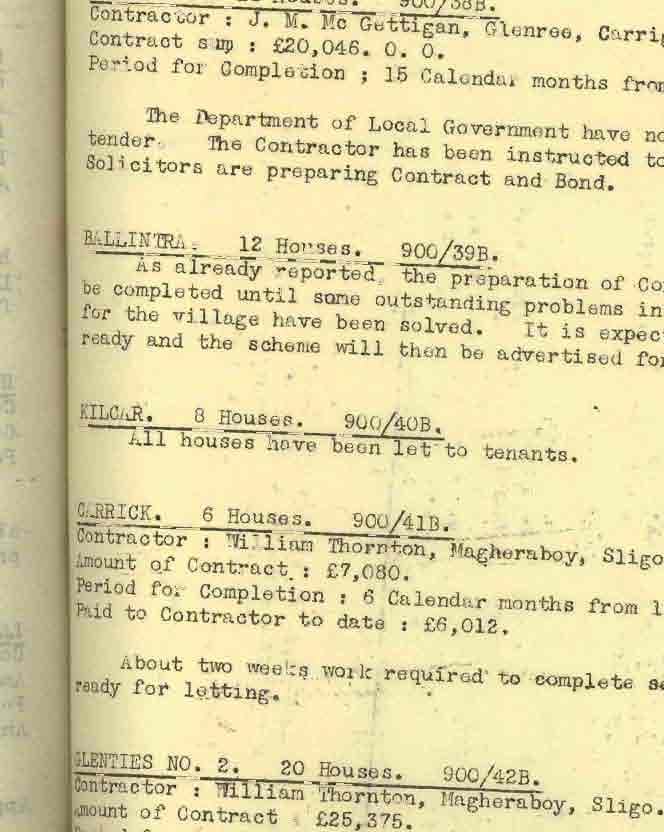 Houses. 900/38B.
Contractor : J. M. Mc Gettigan, Glenree, Carrig
Contract sum : £20,046. 0. 0.
Period for Completion ; 15 Calendar months from
The Department of Local Government have no
tender. The Contractor has been instructed to
Solicitors are preparing Contract and Bond.
BALLINTRA. 12 Houses. 900/39B.
As already reported, the preparation of Co
be completed until some outstanding problems in
for the village have been solved. It is expec
ready and the scheme will then be advertised fo
KILCAR. 8 Houses. 900/40B.
All houses have been let to tenants.
CARRICK. 6 Houses. 900/41B.
Contractor : William Thornton, Magheraboy, Sligo
Amount of Contract : £7,080.
Period for Completion : 6 Calendar months from 1
Paid to Contractor to date : £6,012.
About two weeks work required to complete s
ready for letting.
GLENTIES NO. 2. 20 Houses. 900/42B.
Contractor : William Thornton, Magheraboy, Sligo.
Amount of Contract £25,375.